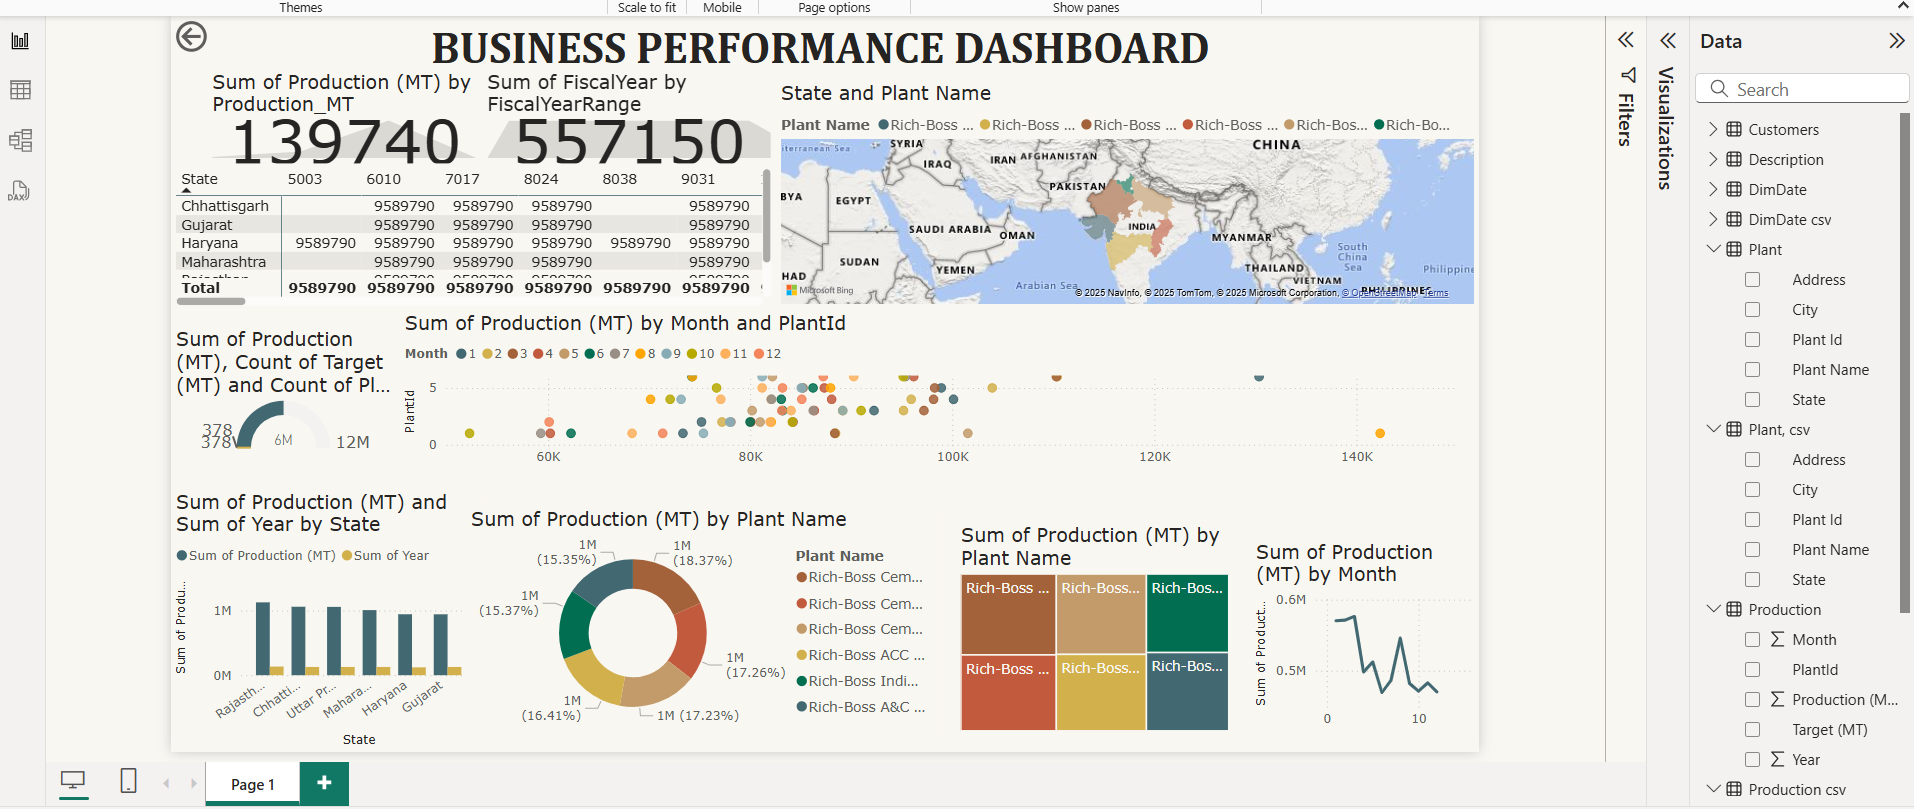 Themes
Scale to fit
Mobile
Page options
Show panes
BUSINESS PERFORMANCE DASHBOARD
Sum of Production (MT) by
Production_MT
139740
Sum of FiscalYear by
FiscalYearRange
557150
State 5003 6010 7017 8024 8038 9031
Chhattisgarh 9589790 9589790 9589790 9589790
Gujarat 9589790 9589790 9589790 9589790
Haryana 9589790 9589790 9589790 9589790 9589790 9589790
Maharashtra 9589790 9589790 9589790 9589790
Rajasthan 9589790 9589790 9589790 9589790
Total 9589790 9589790 9589790 9589790 9589790 9589790
State and Plant Name
Plant Name Rich-Boss ... Rich-Boss ... Rich-Boss ... Rich-Boss ... Rich-Bos... Rich-Bo...
iterranean Sea
SYRIA
IRAQ
IRAN
AFGHANISTAN
CHINA
PAKISTAN
BYA
EGYPT
SAUDI ARABIA
OMAN
INDIA
MYANMAR
South
China
Sea
SUDAN
YEMEN
THAILAND
Philippine
HAD
Arabian Sea
VIETNAM
PHILIPPINES
Microsoft Bing
© 2025 NavInfo, © 2025 TomTom, © 2025 Microsoft Corporation, © OpenStreetMap Terms
Sum of Production
(MT), Count of Target
(MT) and Count of Pl...
378
378
6M
12M
Sum of Production (MT) by Month and PlantId
Month 1 2 3 4 5 6 7 8 9 10 11 12
PlantId
5
0
60K 80K 100K 120K 140K
Sum of Production (MT) and
Sum of Year by State
Sum of Production (MT) Sum of Year
Sum of Produ...
1M
0M
Rajasth... Chhatti... Uttar Pr... Mahara... Haryana Gujarat
State
Sum of Production (MT) by Plant Name
1M
(15.35%)
1M
(18.37%)
1M
(15.37%)
1M
(17.26%)
1M
(16.41%)
1M (17.23%)
Plant Name
Rich-Boss Cem...
Rich-Boss Cem...
Rich-Boss Cem...
Rich-Boss ACC ...
Rich-Boss Indi...
Rich-Boss A&C ...
Sum of Production (MT) by
Plant Name
Rich-Boss ... Rich-Boss... Rich-Bos...
Rich-Boss ... Rich-Boss... Rich-Bos...
Sum of Production
(MT) by Month
Sum of Product...
0.6M
0.5M
0 10
Page 1
Filters
Visualizations
Data
Search
Customers
Description
DimDate
DimDate csv
Plant
Address
City
Plant Id
Plant Name
State
Plant, csv
Address
City
Plant Id
Plant Name
State
Production
Month
PlantId
Production (M...
Target (MT)
Year
Production csv
DAX